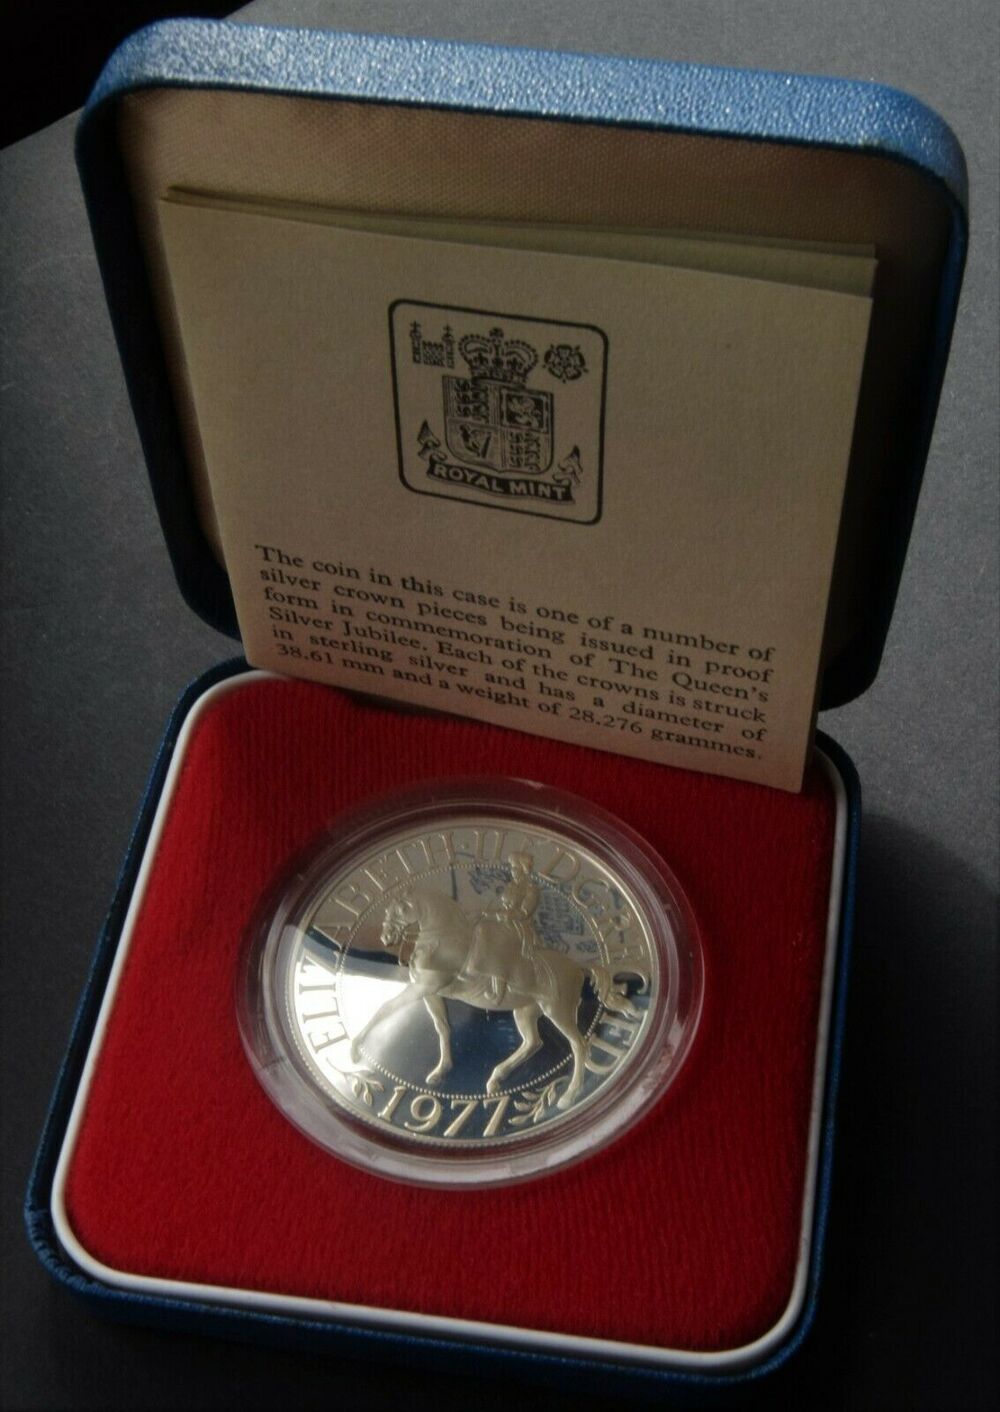 ROYAL MINT
The coin in this case is one of a number of
silver crown pieces being issued in proof
form in commemoration of The Queen's
Silver Jubilee. Each of the crowns is struck
in sterling silver and has a diameter of
38.61 mm and a weight of 28.276 grammes.
ELIZABETH·II·D·G·REG·F·D
1977